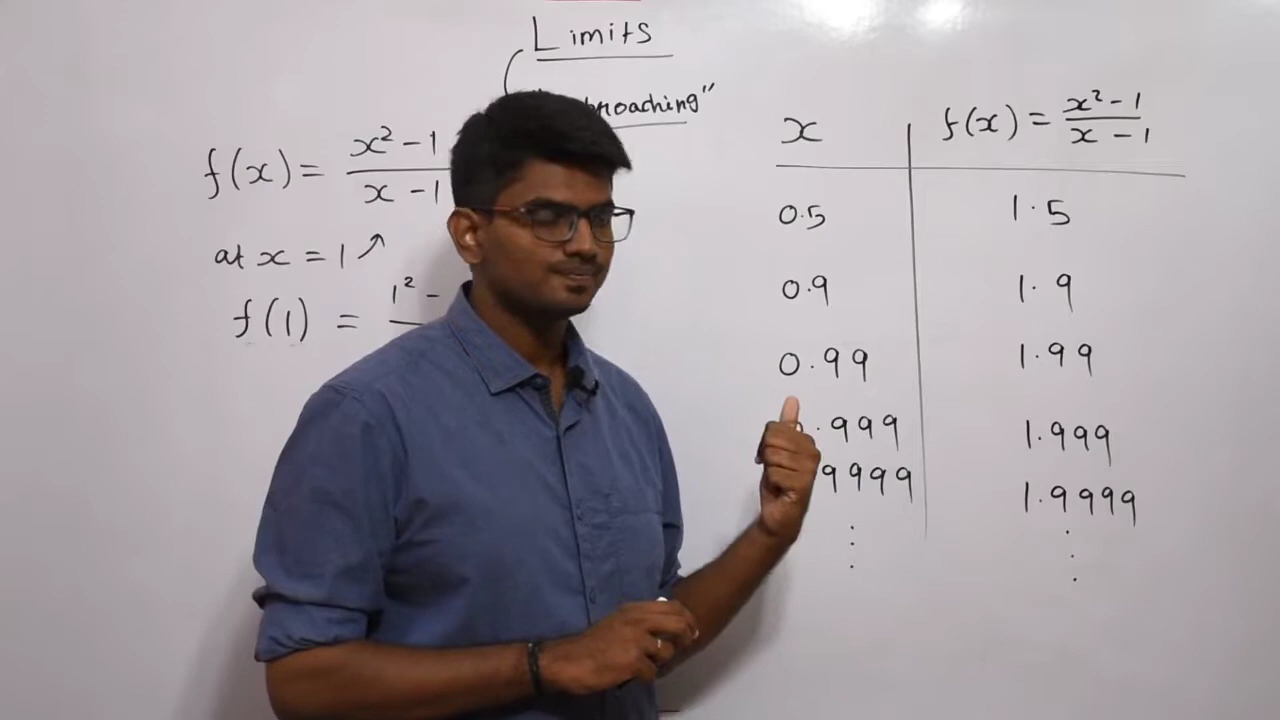 Limits
f(x) = x² - 1 / x - 1
at x = 1 ↗
f(1) = 1² -
x | f(x) = x² - 1 / x - 1
0.5 | 1.5
0.9 | 1.9
0.99 | 1.99
.999 | 1.999
9999 | 1.9999
⋮ | ⋮